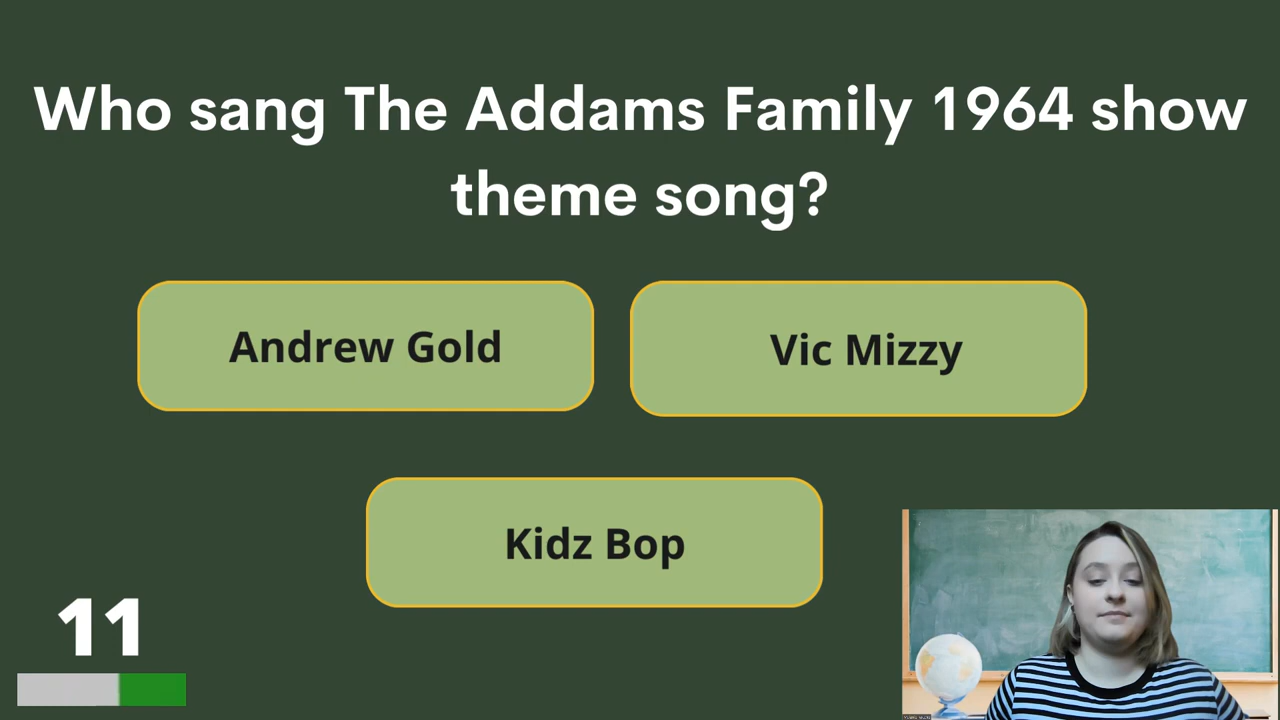 Who sang The Addams Family 1964 show
theme song?
Andrew Gold
Vic Mizzy
Kidz Bop
11